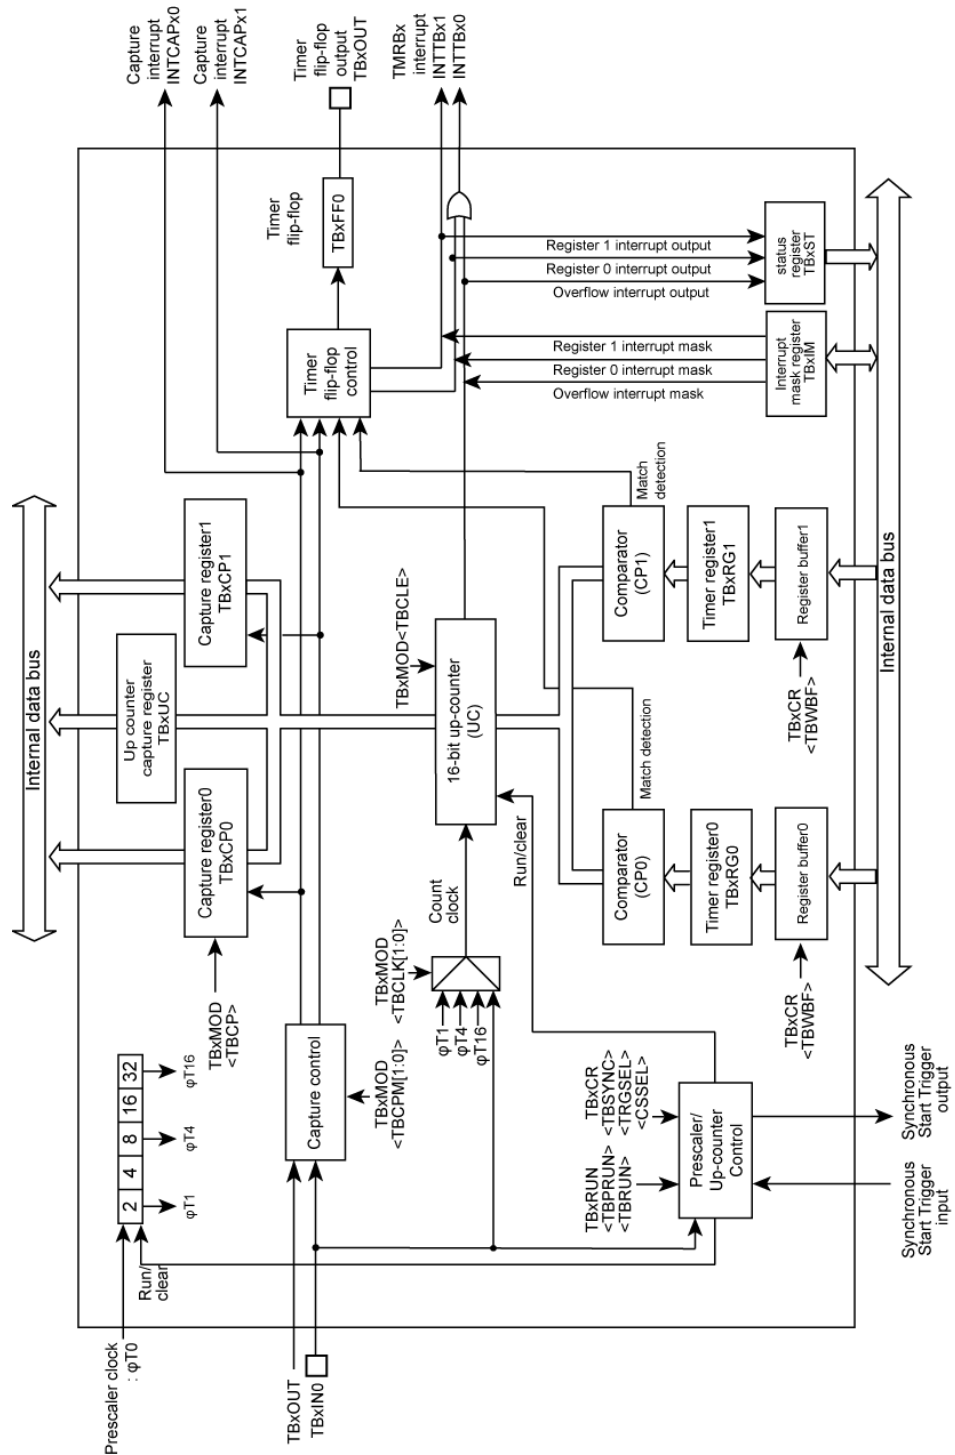 Prescaler clock
: φT0
Run/
clear
2
4
8
16
32
φT1
φT4
φT16
TBxOUT
TBxIN0
Capture control
TBxMOD
<TBCPM[1:0]>
TBxMOD
<TBCP>
Internal data bus
Capture register0
TBxCP0
Up counter
capture register
TBxUC
Capture register1
TBxCP1
Capture
interrupt
INTCAPx0
Capture
interrupt
INTCAPx1
Timer
flip-flop
output
TBxOUT
TMRBx
interrupt
INTTBx1
INTTBx0
Timer
flip-flop
TBxFF0
Timer
flip-flop
control
TBxMOD
<TBCLK[1:0]>
φT1
φT4
φT16
Count
clock
16-bit up-counter
(UC)
TBxMOD<TBCLE>
Run/clear
TBxRUN
<TBPRUN>
<TBRUN>
TBxCR
<TBSYNC>
<TRGSEL>
<CSSEL>
Prescaler/
Up-counter
Control
Synchronous
Start Trigger
input
Synchronous
Start Trigger
output
Match detection
Comparator
(CP0)
Timer register0
TBxRG0
Register buffer0
TBxCR
<TBWBF>
Match
detection
Comparator
(CP1)
Timer register1
TBxRG1
Register buffer1
TBxCR
<TBWBF>
Register 1 interrupt output
Register 0 interrupt output
Overflow interrupt output
status
register
TBxST
Register 1 interrupt mask
Register 0 interrupt mask
Overflow interrupt mask
Interrupt
mask register
TBxIM
Internal data bus